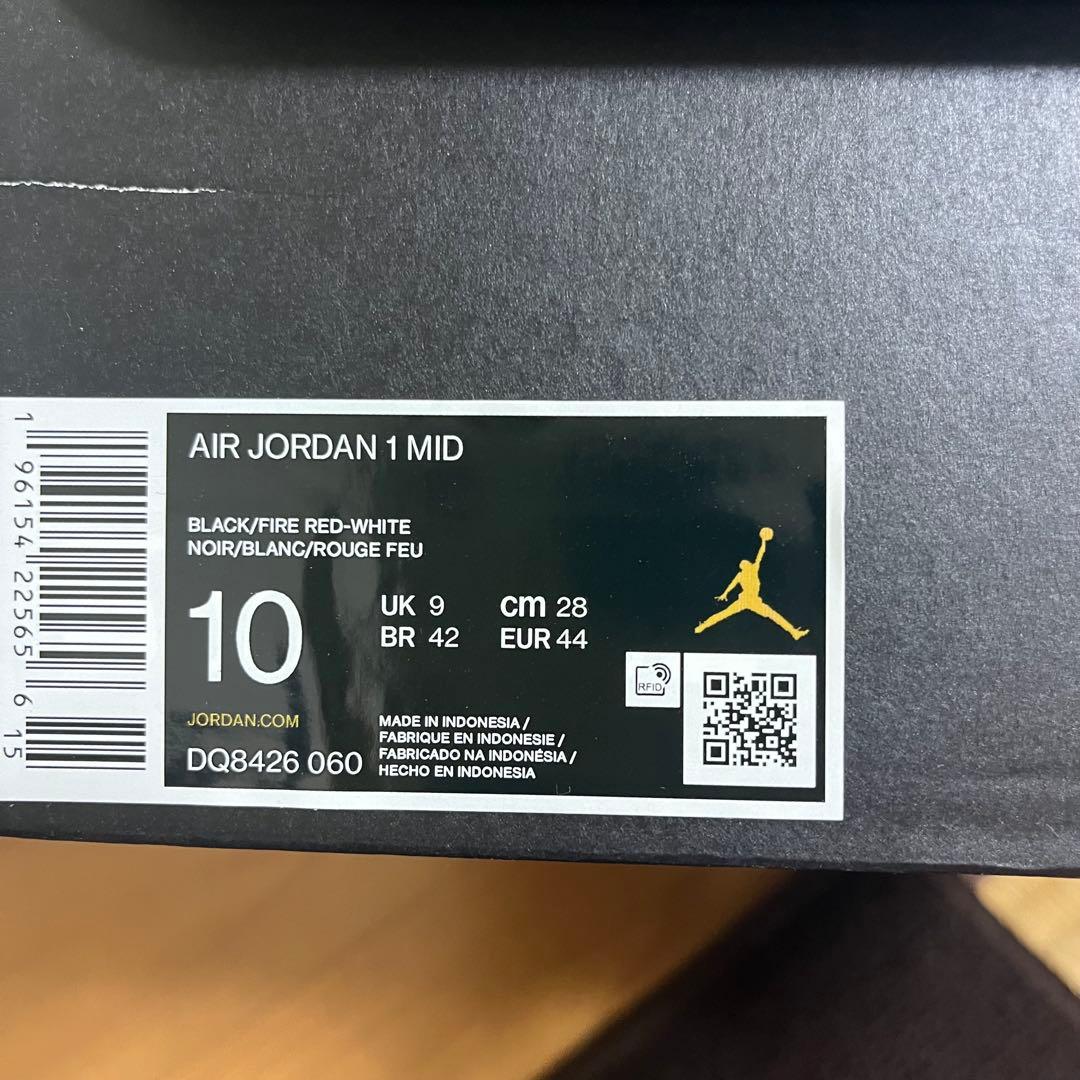 AIR JORDAN 1 MID
BLACK/FIRE RED-WHITE
NOIR/BLANC/ROUGE FEU
10
UK 9 cm 28
BR 42 EUR 44
RFID
JORDAN.COM
DQ8426 060
MADE IN INDONESIA /
FABRIQUE EN INDONESIE /
FABRICADO NA INDONÉSIA /
HECHO EN INDONESIA
1 96154 22565 6 15